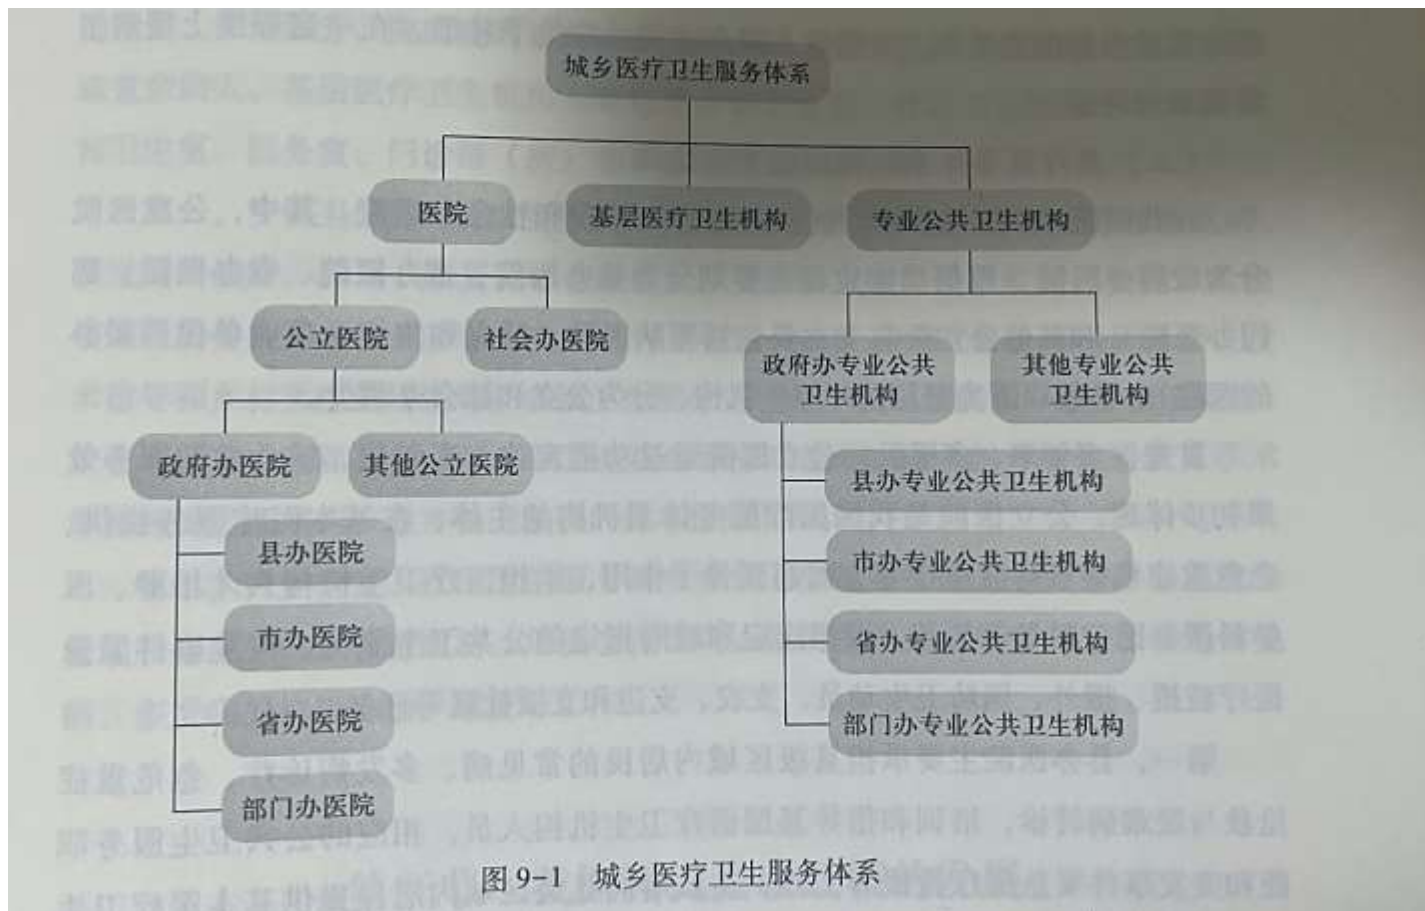 城乡医疗卫生服务体系
医院
基层医疗卫生机构
专业公共卫生机构
公立医院
社会办医院
政府办专业公共
卫生机构
其他专业公共
卫生机构
政府办医院
其他公立医院
县办医院
市办医院
省办医院
部门办医院
县办专业公共卫生机构
市办专业公共卫生机构
省办专业公共卫生机构
部门办专业公共卫生机构
图 9-1 城乡医疗卫生服务体系